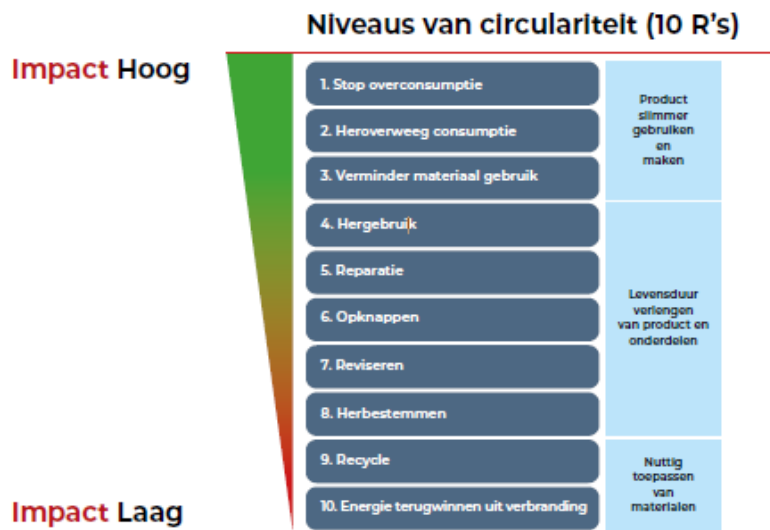 Niveaus van circulariteit (10 R's)
Impact Hoog
1. Stop overconsumptie
2. Heroverweeg consumptie
3. Verminder materiaal gebruik
Product
slimmer
gebruiken
en
maken
4. Hergebruik
5. Reparatie
6. Opknappen
7. Reviseren
8. Herbestemmen
Levensduur
verlengen
van product en
onderdelen
9. Recycle
10. Energie terugwinnen uit verbranding
Nuttig
toepassen
van
materialen
Impact Laag